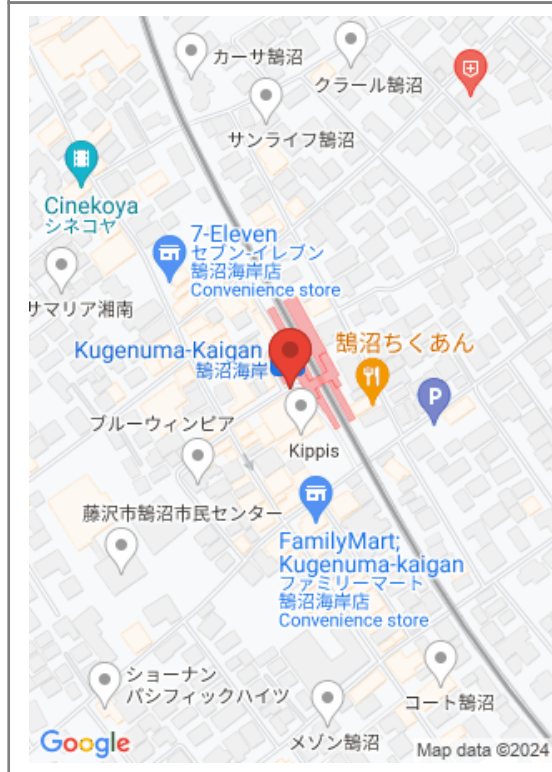 カーサ鵠沼
クラール鵠沼
サンライフ鵠沼
Cinekoya
シネコヤ
7-Eleven
セブン-イレブン
鵠沼海岸店
Convenience store
サマリア湘南
Kugenuma-Kaigan
鵠沼海岸
鵠沼ちくあん
P
ブルーウィンビア
Kippis
藤沢市鵠沼市民センター
FamilyMart;
Kugenuma-kaigan
ファミリーマート
鵠沼海岸店
Convenience store
ショーナン
パシフィックハイツ
コート鵠沼
メゾン鵠沼
Google
Map data ©2024